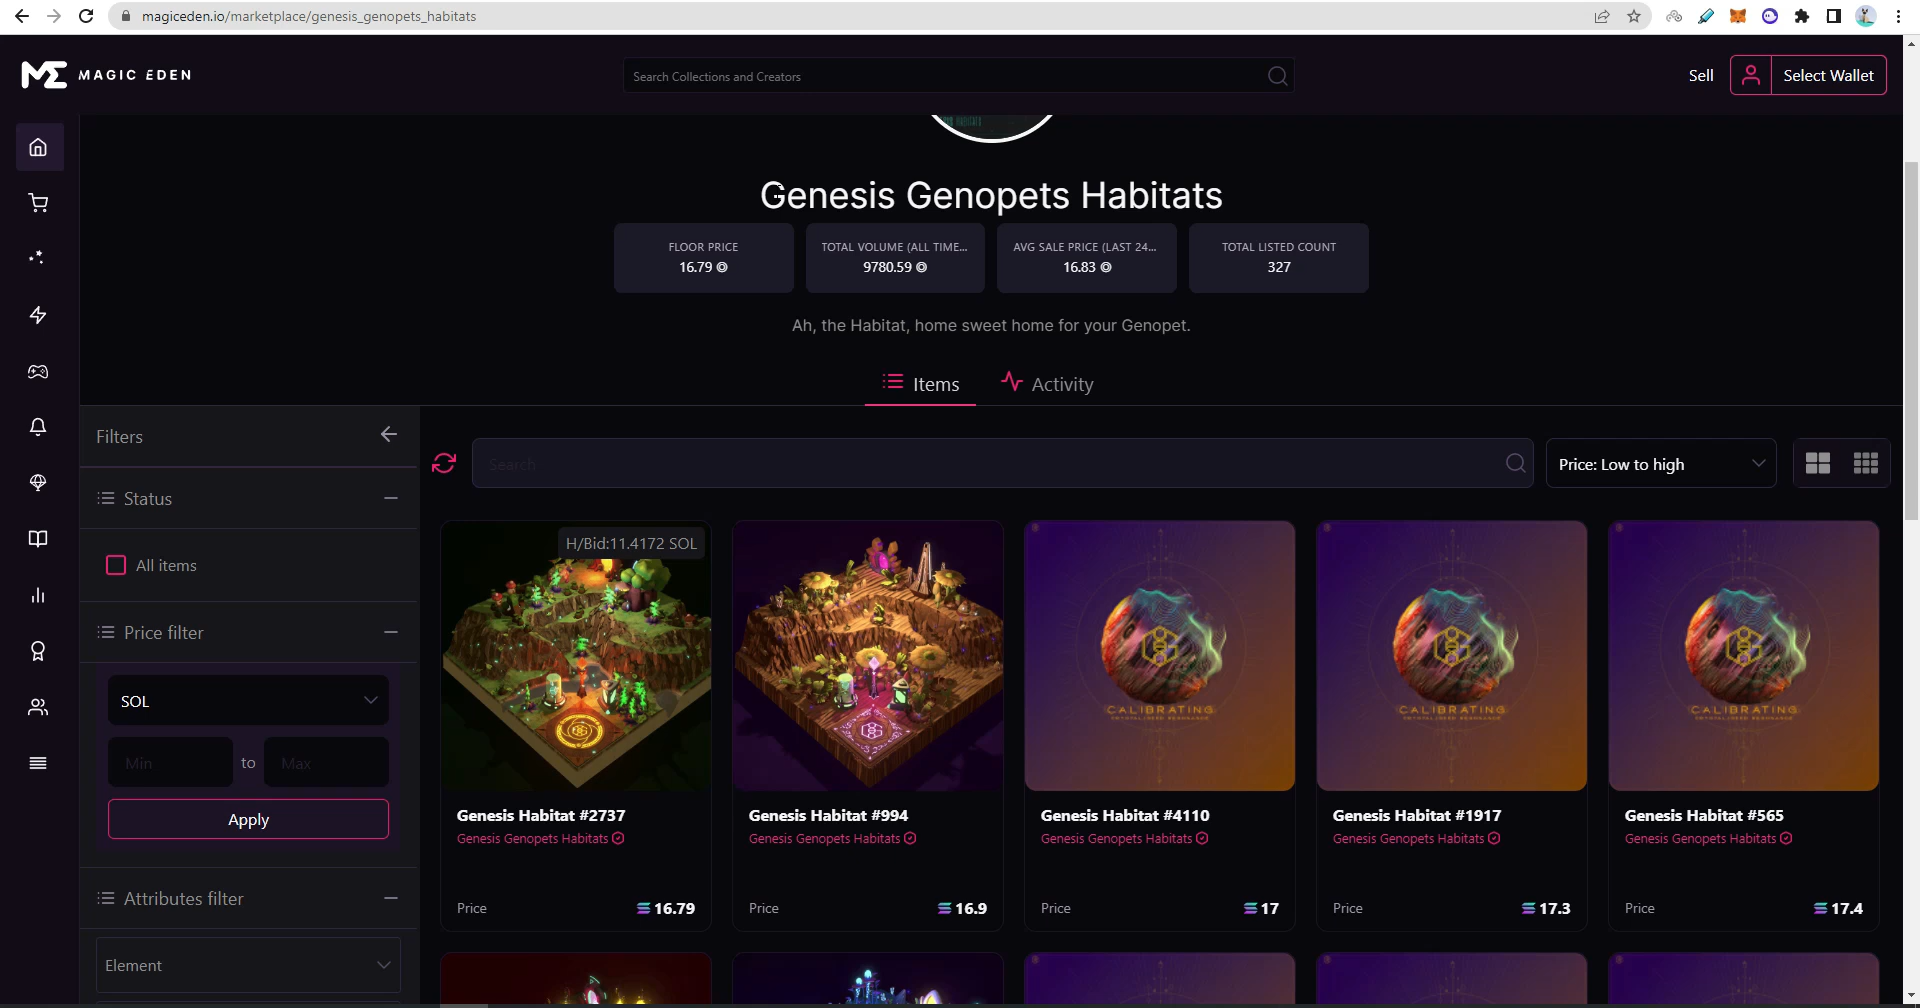 magiceden.io/marketplace/genesis_genopets_habitats
MAGIC EDEN
Search Collections and Creators
Sell
Select Wallet
Genesis Genopets Habitats
FLOOR PRICE
16.79
TOTAL VOLUME (ALL TIME...
9780.59
AVG SALE PRICE (LAST 24...
16.83
TOTAL LISTED COUNT
327
Ah, the Habitat, home sweet home for your Genopet.
Items
Activity
Filters
Search
Price: Low to high
Status
All items
Price filter
SOL
Min
to
Max
Apply
Attributes filter
Element
H/Bid:11.4172 SOL
Genesis Habitat #2737
Genesis Genopets Habitats
Price
16.79
Genesis Habitat #994
Genesis Genopets Habitats
Price
16.9
CALIBRATING
Genesis Habitat #4110
Genesis Genopets Habitats
Price
17
CALIBRATING
Genesis Habitat #1917
Genesis Genopets Habitats
Price
17.3
CALIBRATING
Genesis Habitat #565
Genesis Genopets Habitats
Price
17.4